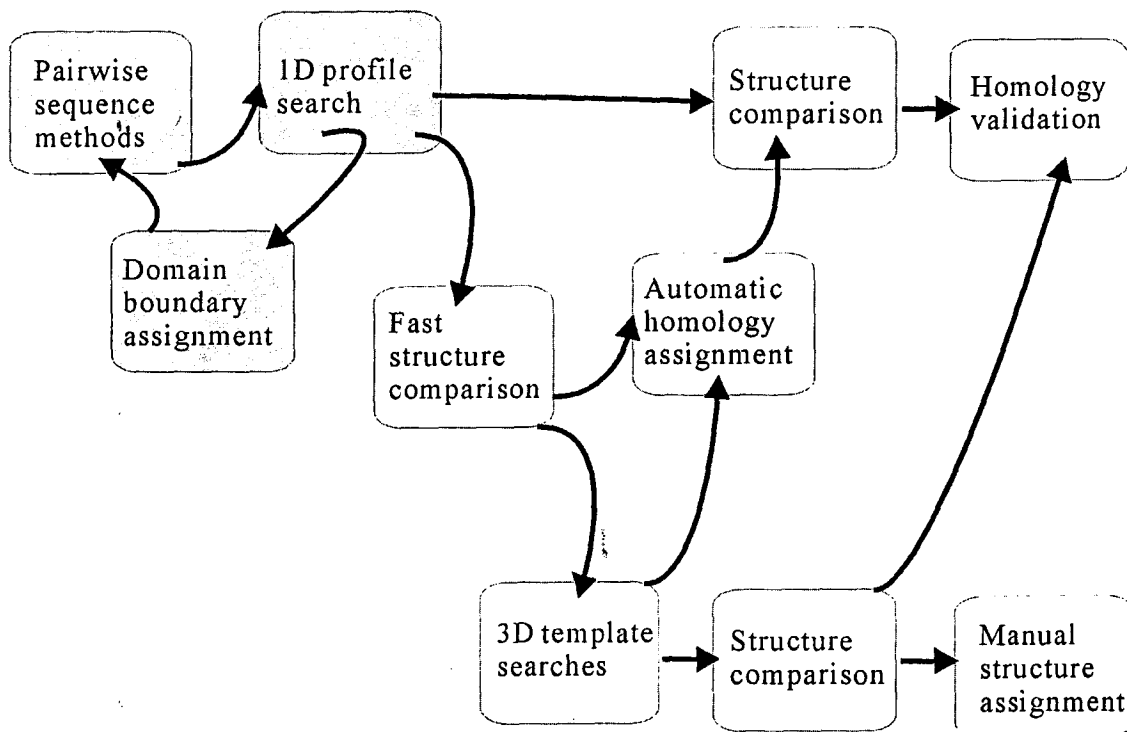 Pairwise
sequence
methods
1D profile
search
Structure
comparison
Homology
validation
Domain
boundary
assignment
Fast
structure
comparison
Automatic
homology
assignment
3D template
searches
Structure
comparison
Manual
structure
assignment